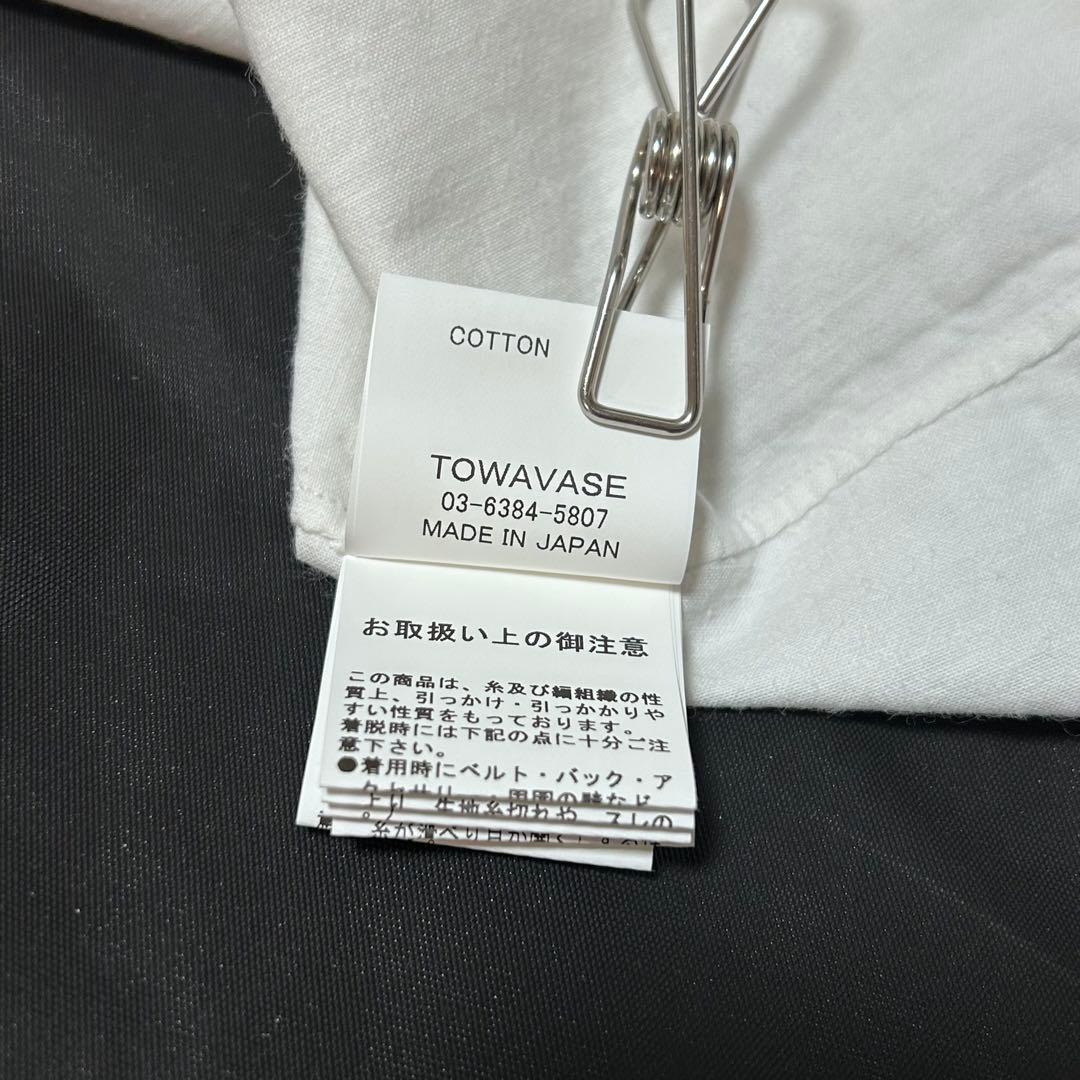 COTTON
TOWAVASE
03-6384-5807
MADE IN JAPAN
お取扱い上の御注意
この商品は、糸及び編組織の性
質上、引っかけ・引っかかりや
すい性質をもっております。
着脱時には下記の点に十分ご注
意下さい。
●着用時にベルト・バック・ア